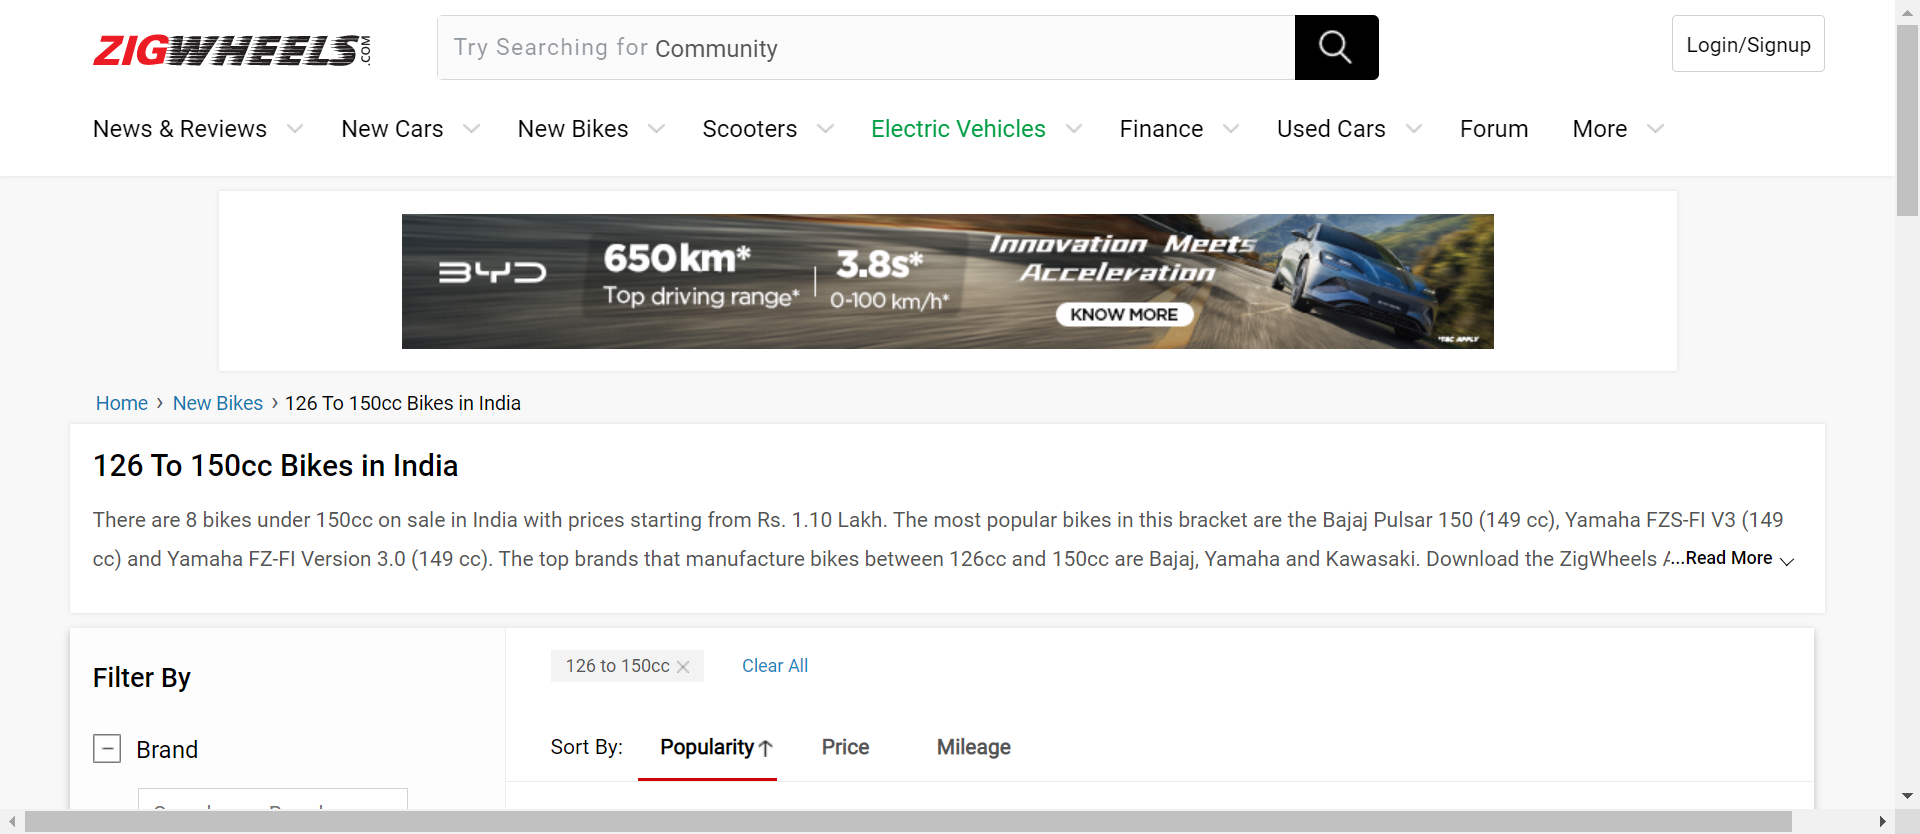 ZIGWHEELS.COM
Try Searching for Community
Login/Signup
News & Reviews New Cars New Bikes Scooters Electric Vehicles Finance Used Cars Forum More
BYD
650km*
Top driving range*
3.8s*
0-100 km/h*
Innovation Meets
Acceleration
KNOW MORE
*T&C APPLY
Home › New Bikes › 126 To 150cc Bikes in India
126 To 150cc Bikes in India
There are 8 bikes under 150cc on sale in India with prices starting from Rs. 1.10 Lakh. The most popular bikes in this bracket are the Bajaj Pulsar 150 (149 cc), Yamaha FZS-FI V3 (149
cc) and Yamaha FZ-FI Version 3.0 (149 cc). The top brands that manufacture bikes between 126cc and 150cc are Bajaj, Yamaha and Kawasaki. Download the ZigWheels ...Read More
Filter By
Brand
126 to 150cc
Clear All
Sort By: Popularity Price Mileage